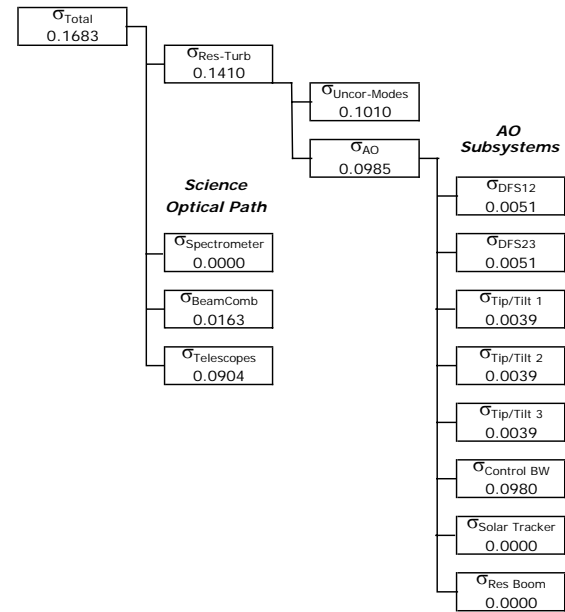 σTotal
0.1683
σRes-Turb
0.1410
σUncor-Modes
0.1010
σAO
0.0985
AO
Subsystems
Science
Optical Path
σSpectrometer
0.0000
σBeamComb
0.0163
σTelescopes
0.0904
σDFS12
0.0051
σDFS23
0.0051
σTip/Tilt 1
0.0039
σTip/Tilt 2
0.0039
σTip/Tilt 3
0.0039
σControl BW
0.0980
σSolar Tracker
0.0000
σRes Boom
0.0000